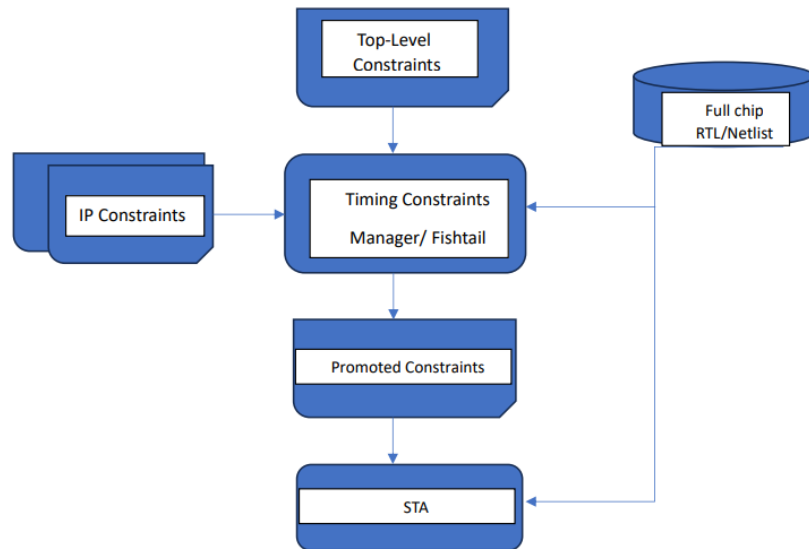 Top-Level
Constraints
Full chip
RTL/Netlist
IP Constraints
Timing Constraints
Manager/ Fishtail
Promoted Constraints
STA